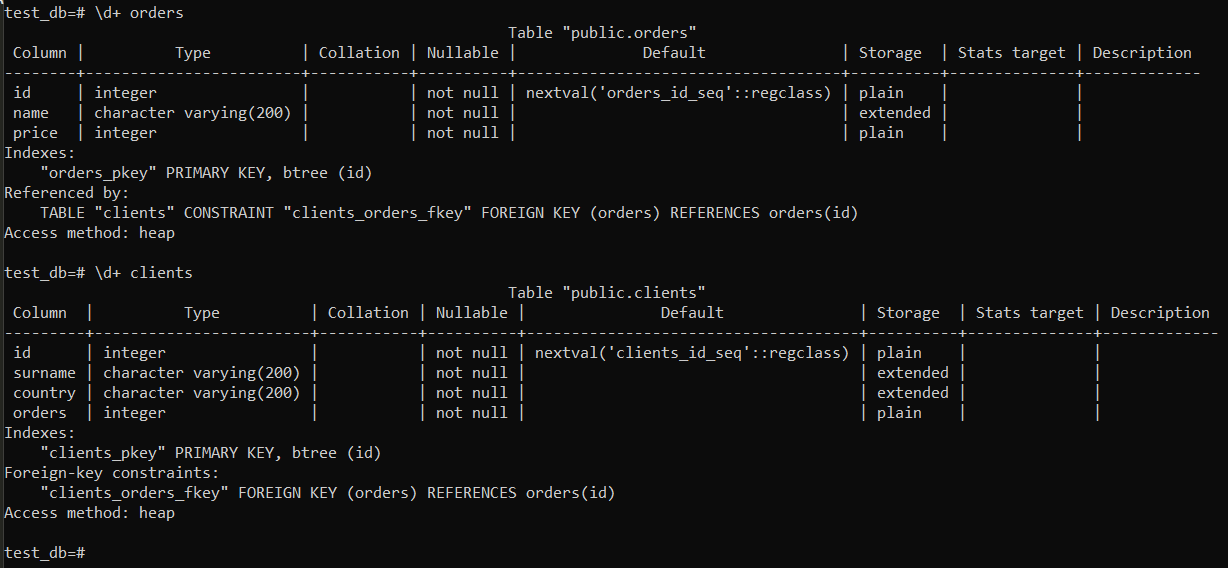 test_db=# \d+ orders
                                                        Table "public.orders"
 Column |          Type          | Collation | Nullable |              Default               | Storage  | Stats target | Description
--------+------------------------+-----------+----------+------------------------------------+----------+--------------+-------------
 id     | integer                |           | not null | nextval('orders_id_seq'::regclass) | plain    |              |
 name   | character varying(200) |           | not null |                                    | extended |              |
 price  | integer                |           | not null |                                    | plain    |              |
Indexes:
    "orders_pkey" PRIMARY KEY, btree (id)
Referenced by:
    TABLE "clients" CONSTRAINT "clients_orders_fkey" FOREIGN KEY (orders) REFERENCES orders(id)
Access method: heap

test_db=# \d+ clients
                                                        Table "public.clients"
 Column  |          Type          | Collation | Nullable |               Default               | Storage  | Stats target | Description
---------+------------------------+-----------+----------+-------------------------------------+----------+--------------+-------------
 id      | integer                |           | not null | nextval('clients_id_seq'::regclass) | plain    |              |
 surname | character varying(200) |           | not null |                                     | extended |              |
 country | character varying(200) |           | not null |                                     | extended |              |
 orders  | integer                |           | not null |                                     | plain    |              |
Indexes:
    "clients_pkey" PRIMARY KEY, btree (id)
Foreign-key constraints:
    "clients_orders_fkey" FOREIGN KEY (orders) REFERENCES orders(id)
Access method: heap

test_db=#